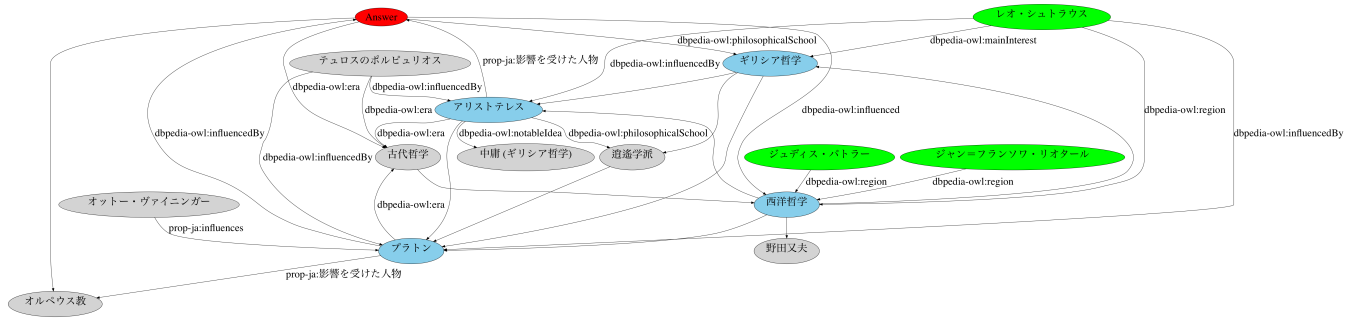 Answer
レオ・シュトラウス
dbpedia-owl:philosophicalSchool
dbpedia-owl:mainInterest
テュロスのポルピュリオス
prop-ja:影響を受けた人物
dbpedia-owl:influencedBy
ギリシア哲学
dbpedia-owl:era
dbpedia-owl:influencedBy
アリストテレス
dbpedia-owl:era
dbpedia-owl:influenced
dbpedia-owl:region
dbpedia-owl:influencedBy
dbpedia-owl:era
dbpedia-owl:notableIdea
dbpedia-owl:philosophicalSchool
dbpedia-owl:influencedBy
dbpedia-owl:influencedBy
古代哲学
中庸 (ギリシア哲学)
逍遙学派
ジュディス・バトラー
ジャン＝フランソワ・リオタール
dbpedia-owl:region
dbpedia-owl:region
オットー・ヴァイニンガー
dbpedia-owl:era
西洋哲学
prop-ja:influences
プラトン
野田又夫
prop-ja:影響を受けた人物
オルペウス教